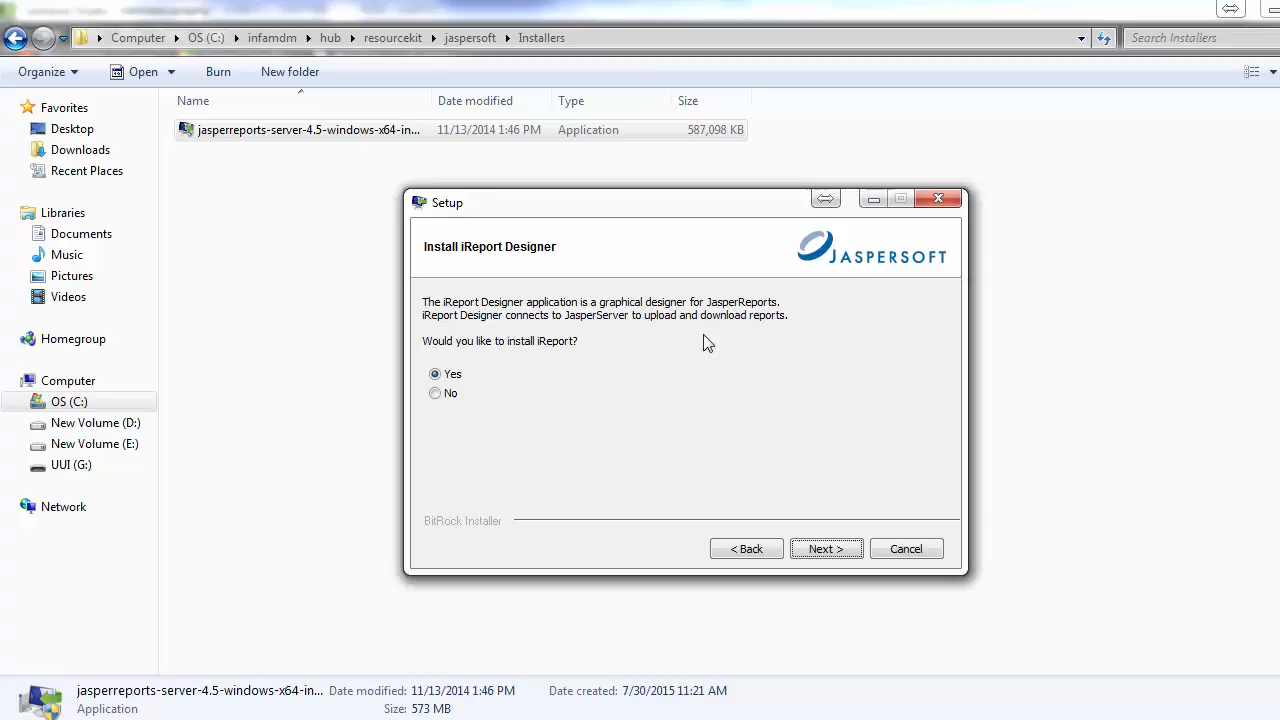 Computer OS (C:) infamdm hub resourcekit jaspersoft Installers
Search Installers
Organize Open Burn New folder
Name Date modified Type Size
jasperreports-server-4.5-windows-x64-in... 11/13/2014 1:46 PM Application 587,098 KB
Favorites
Desktop
Downloads
Recent Places
Libraries
Documents
Music
Pictures
Videos
Homegroup
Computer
OS (C:)
New Volume (D:)
New Volume (E:)
UUI (G:)
Network
Setup
Install iReport Designer
JASPERSOFT
The iReport Designer application is a graphical designer for JasperReports.
iReport Designer connects to JasperServer to upload and download reports.
Would you like to install iReport?
Yes
No
BitRock Installer
< Back Next > Cancel
jasperreports-server-4.5-windows-x64-in... Date modified: 11/13/2014 1:46 PM Date created: 7/30/2015 11:21 AM
Application Size: 573 MB